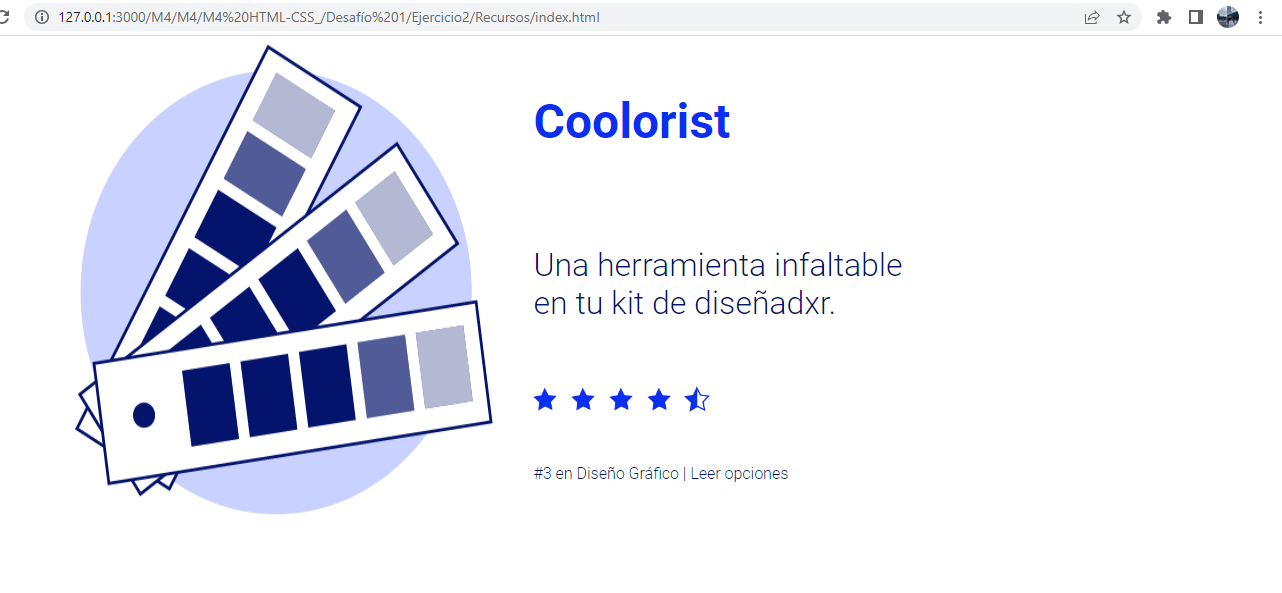 127.0.0.1:3000/M4/M4/M4%20HTML-CSS_/Desafío%201/Ejercicio2/Recursos/index.html
Coolorist
Una herramienta infaltable
en tu kit de diseñadxr.
#3 en Diseño Gráfico | Leer opciones